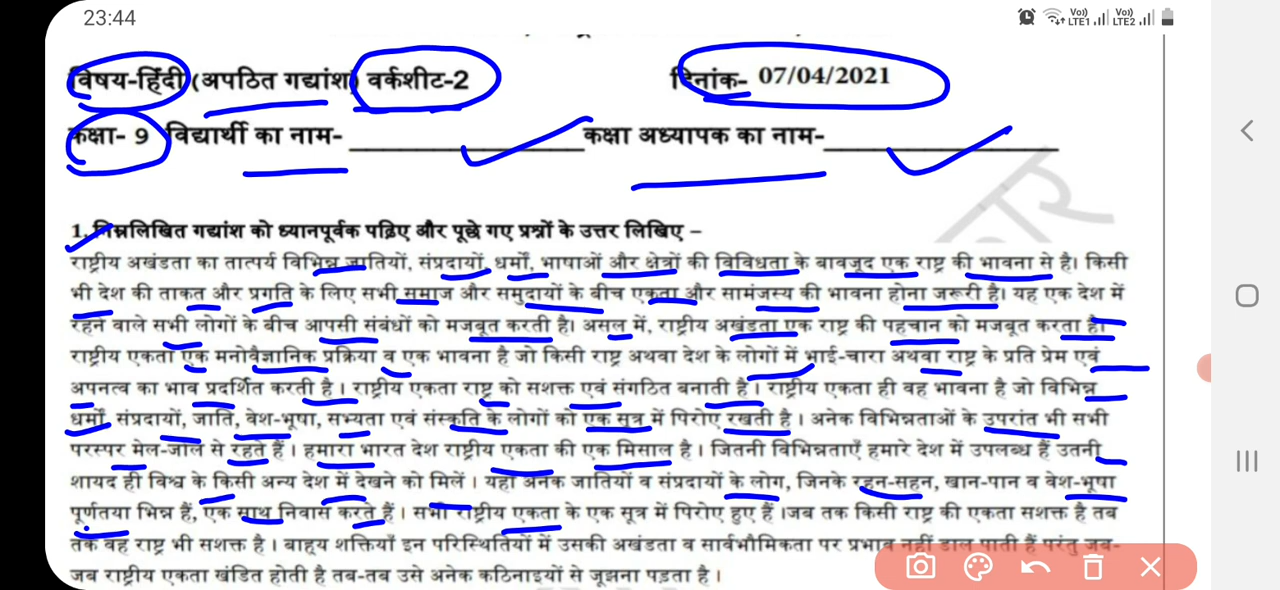 23:44 Vo) LTE1 Vo) LTE2
विषय-हिंदी (अपठित गद्यांश) वर्कशीट-2 दिनांक- 07/04/2021
कक्षा- 9 विद्यार्थी का नाम- कक्षा अध्यापक का नाम-
1. निम्नलिखित गद्यांश को ध्यानपूर्वक पढ़िए और पूछे गए प्रश्नों के उत्तर लिखिए –
राष्ट्रीय अखंडता का तात्पर्य विभिन्न जातियों, संप्रदायों, धर्मों, भाषाओं और क्षेत्रों की विविधता के बावजूद एक राष्ट्र की भावना से है। किसी
भी देश की ताकत और प्रगति के लिए सभी समाज और समुदायों के बीच एकता और सामंजस्य की भावना होना जरूरी है। यह एक देश में
रहने वाले सभी लोगों के बीच आपसी संबंधों को मजबूत करती है। असल में, राष्ट्रीय अखंडता एक राष्ट्र की पहचान को मजबूत करता है।
राष्ट्रीय एकता एक मनोवैज्ञानिक प्रक्रिया व एक भावना है जो किसी राष्ट्र अथवा देश के लोगों में भाई-चारा अथवा राष्ट्र के प्रति प्रेम एवं
अपनत्व का भाव प्रदर्शित करती है। राष्ट्रीय एकता राष्ट्र को सशक्त एवं संगठित बनाती है। राष्ट्रीय एकता ही वह भावना है जो विभिन्न
धर्मों, संप्रदायों, जाति, वेश-भूषा, सभ्यता एवं संस्कृति के लोगों को एक सूत्र में पिरोए रखती है। अनेक विभिन्नताओं के उपरांत भी सभी
परस्पर मेल-जोल से रहते हैं। हमारा भारत देश राष्ट्रीय एकता की एक मिसाल है। जितनी विभिन्नताएँ हमारे देश में उपलब्ध हैं उतनी
शायद ही विश्व के किसी अन्य देश में देखने को मिलें। यहाँ अनेक जातियों व संप्रदायों के लोग, जिनके रहन-सहन, खान-पान व वेश-भूषा
पूर्णतया भिन्न हैं, एक साथ निवास करते हैं। सभी राष्ट्रीय एकता के एक सूत्र में पिरोए हुए हैं।जब तक किसी राष्ट्र की एकता सशक्त है तब
तक वह राष्ट्र भी सशक्त है। बाह्य शक्तियाँ इन परिस्थितियों में उसकी अखंडता व सार्वभौमिकता पर प्रभाव नहीं डाल पाती हैं परंतु जब-
जब राष्ट्रीय एकता खंडित होती है तब-तब उसे अनेक कठिनाइयों से जूझना पड़ता है।